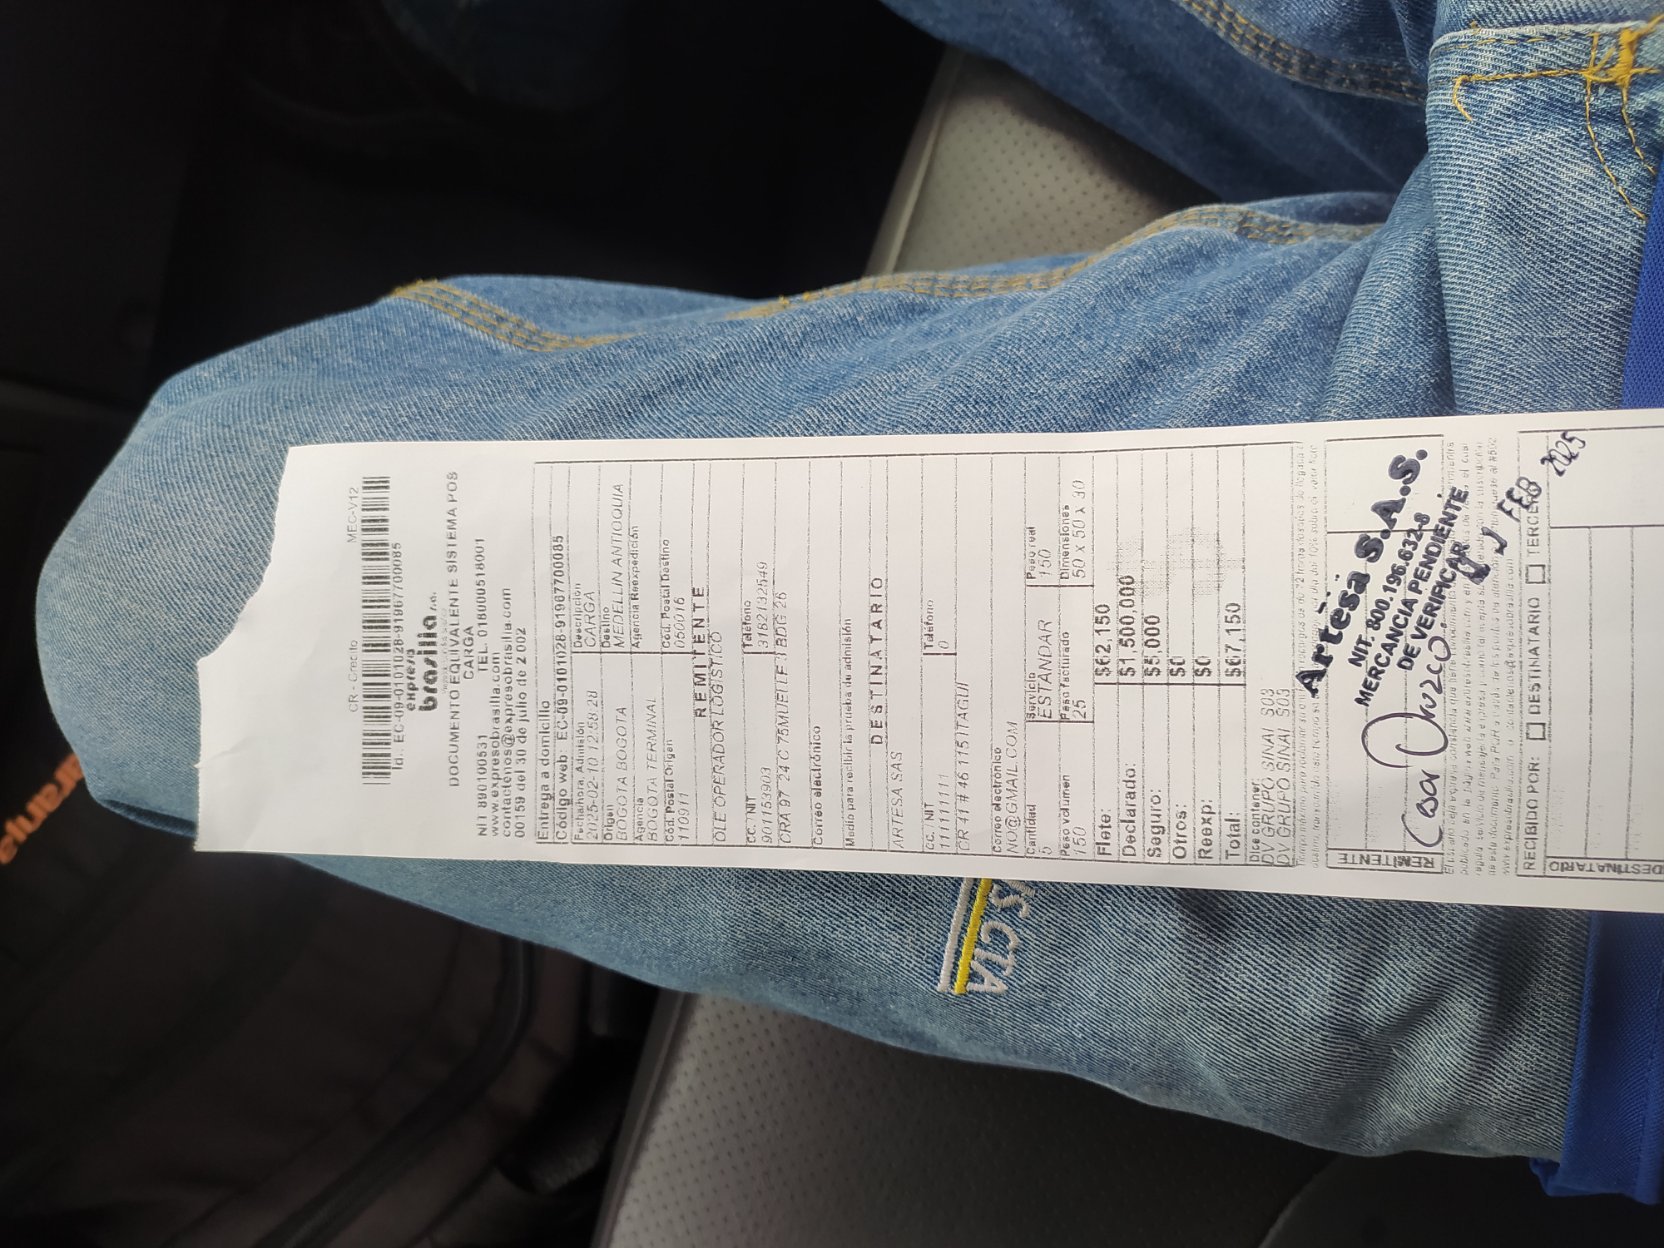 CR - Credito MEC-V12
Id.: EC-09-0101028-91967700085
expreso
brasilia s.a.
DOCUMENTO EQUIVALENTE SISTEMA POS
CARGA
NIT 890100531 TEL. 018000518001
www.expresobrasilia.com
contactenos@expresobrasilia.com
00159 del 30 de julio de 2002
Entrega a domicilio
Código web: EC-09-0101028-91967700085
Fecha/hora Admisión Descripción
2025-02-10 12:58:28 CARGA
Origen Destino
BOGOTA BOGOTA MEDELLIN ANTIOQUIA
Agencia Agencia Reexpedición
BOGOTA TERMINAL
Cód. Postal Origen Cód. Postal Destino
110911 050016
REMITENTE
OLE OPERADOR LOGISTICO
CC. NIT Teléfono
901153903 3182132549
CRA 97 24 C 75MUELLE 1 BDG 26
Correo electrónico
Medio para recibir la prueba de admisión
DESTINATARIO
ARTESA SAS
CC. NIT Teléfono
11111111 0
CR 41 # 46 115 ITAGUI
Correo electrónico
NO@GMAIL.COM
Cantidad Servicio Peso real
5 ESTANDAR 150
Peso volumen Peso facturado Dimensiones
150 25 50 x 50 x 30
Flete: $62,150
Declarado: $1,500,000
Seguro: $5,000
Otros: $0
Reexp: $0
Total: $67,150
Dice contener:
DV GRUPO SINAI 303
DV GRUPO SINAI 303
Artesa S.A.S.
NIT. 800.196.632-8
MERCANCIA PENDIENTE
DE VERIFICAR
Cesar Orozco
FEB 2025
REMITENTE
RECIBIDO POR: DESTINATARIO TERCERO
DESTINATARIO
DESTINATARIO
JS CTA